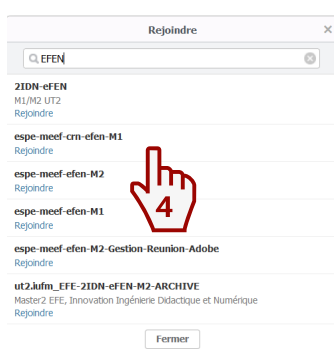 Rejoindre ×
EFEN
2IDN-eFEN
M1/M2 UT2
Rejoindre
espe-meef-crn-efen-M1
Rejoindre
espe-meef-efen-M2
Rejoindre
4
espe-meef-efen-M1
Rejoindre
espe-meef-efen-M2-Gestion-Reunion-Adobe
Rejoindre
ut2.iufm_EFE-2IDN-eFEN-M2-ARCHIVE
Master2 EFE, Innovation Ingénierie Didactique et Numérique
Rejoindre
Fermer